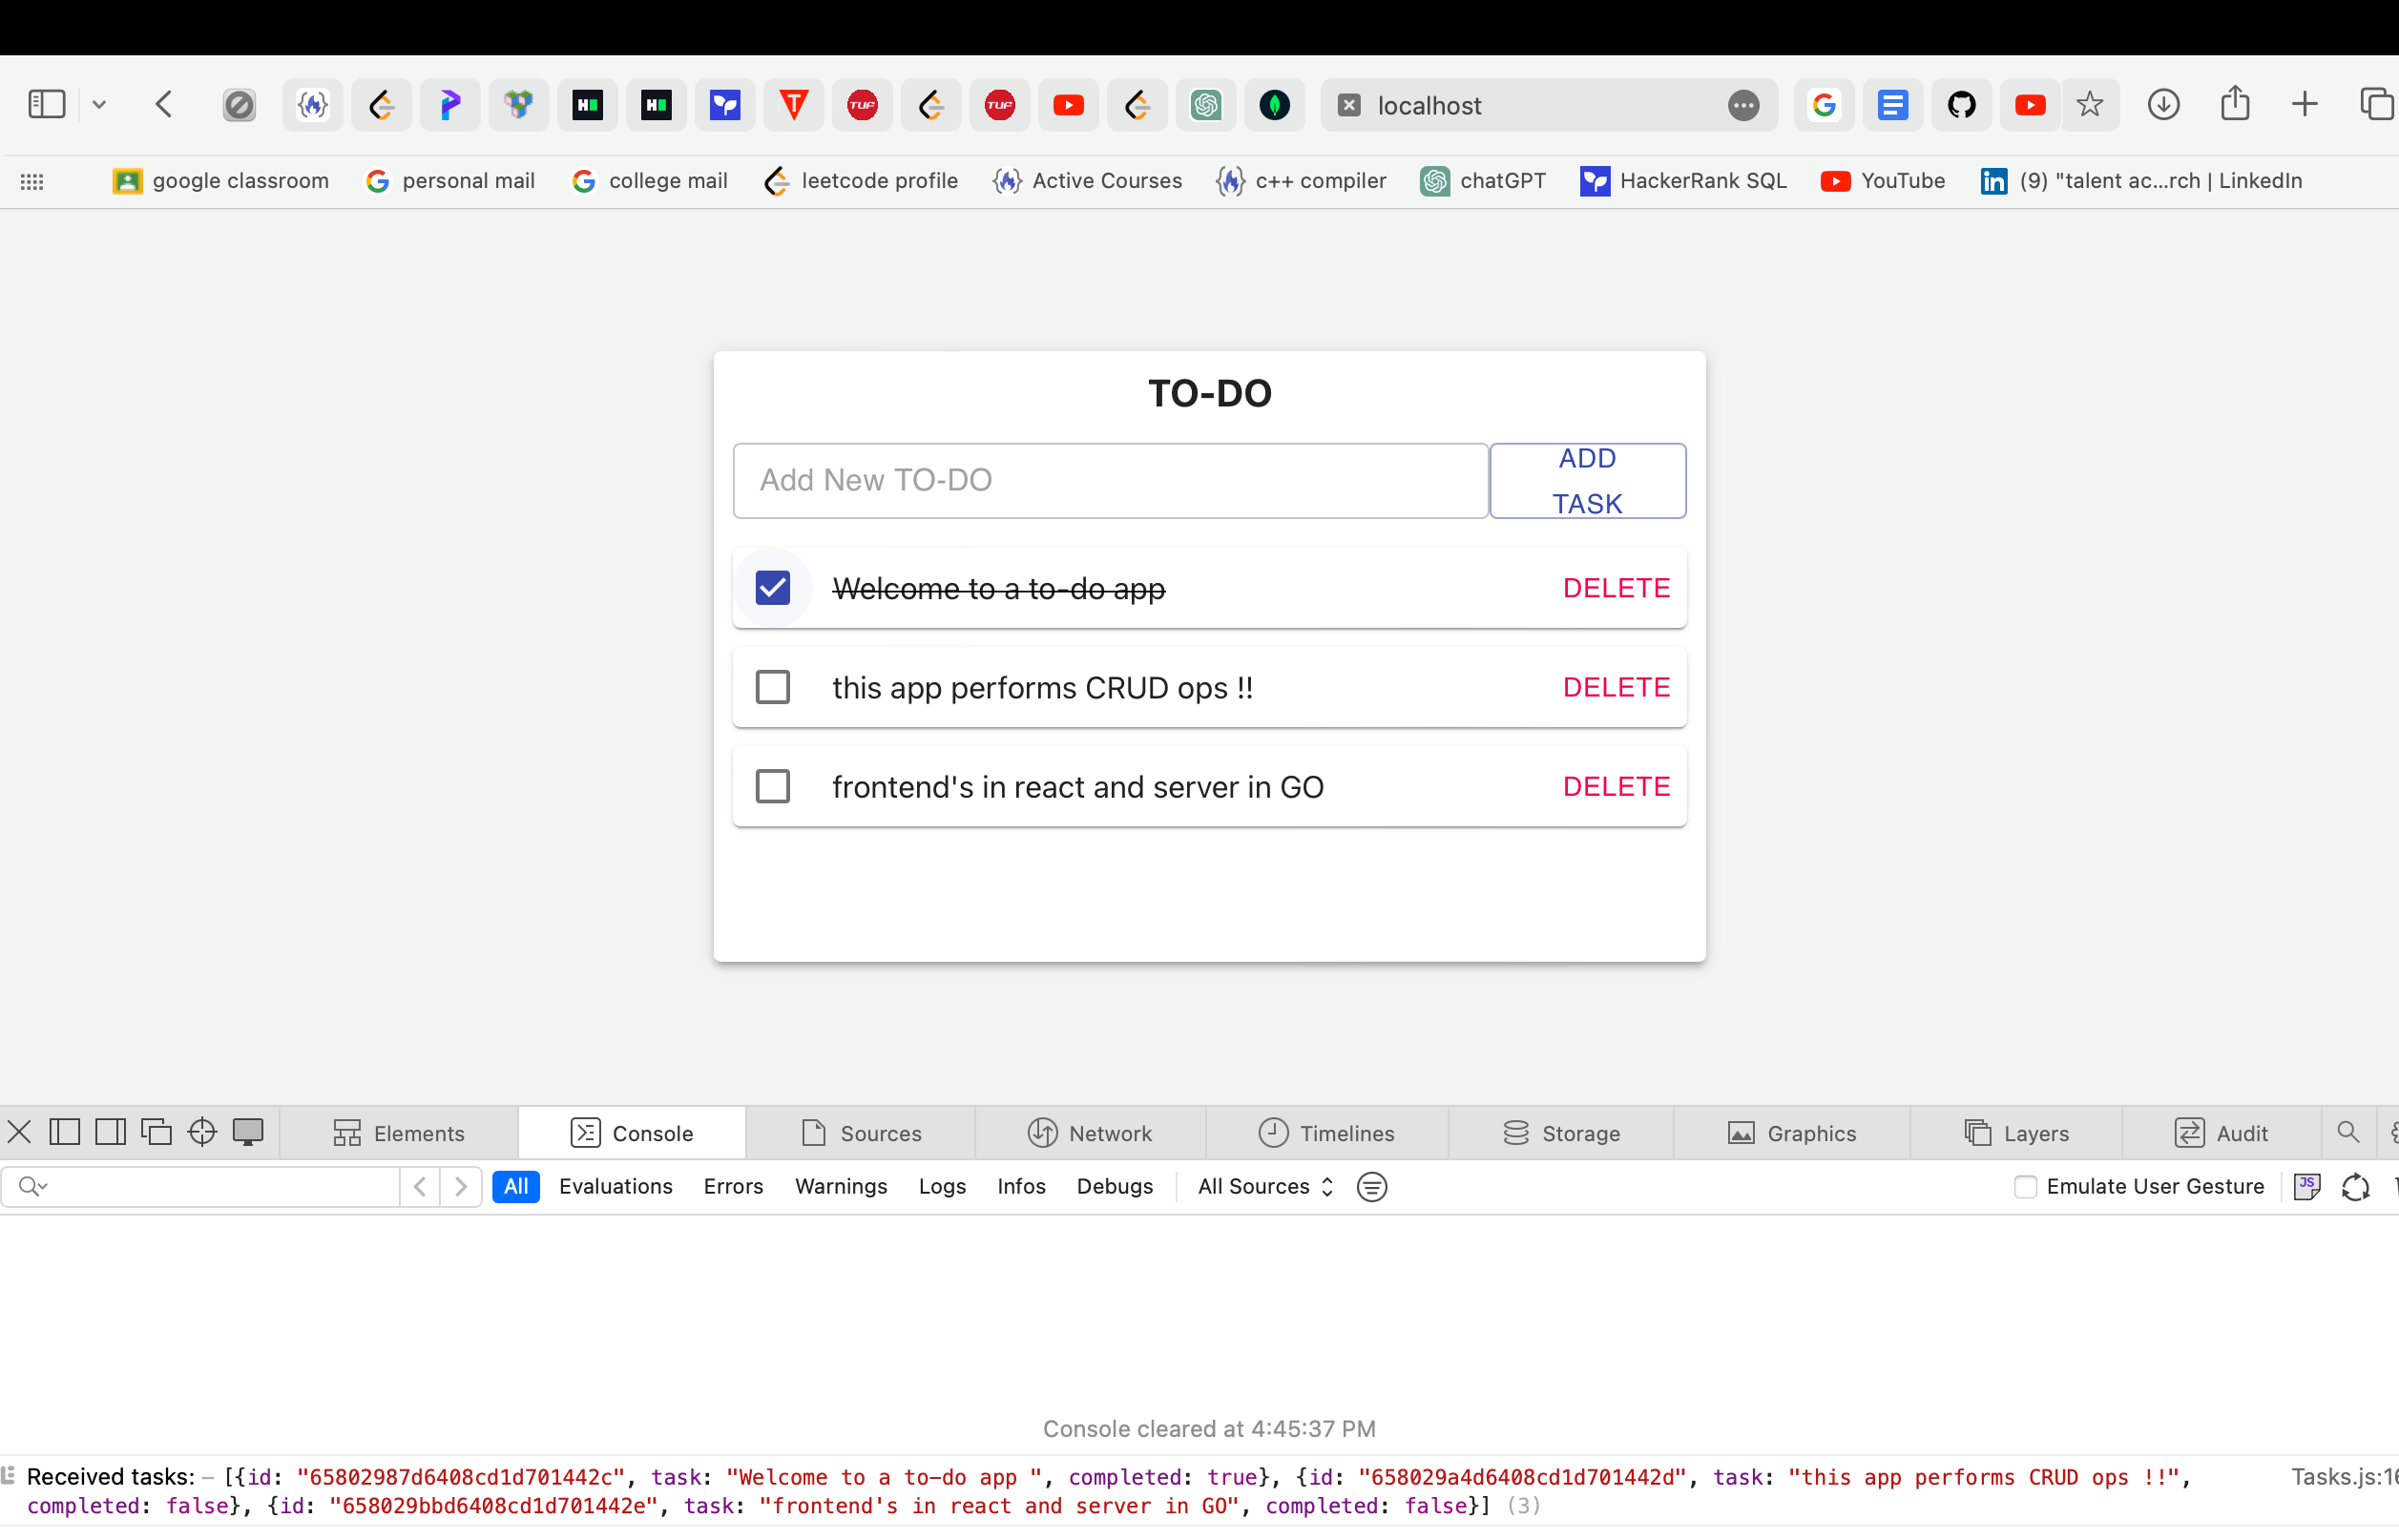 localhost
google classroom personal mail college mail leetcode profile Active Courses c++ compiler chatGPT HackerRank SQL YouTube (9) "talent ac...rch | LinkedIn
TO-DO
Add New TO-DO
ADD
TASK
Welcome to a to-do app DELETE
this app performs CRUD ops !! DELETE
frontend's in react and server in GO DELETE
Elements Console Sources Network Timelines Storage Graphics Layers Audit
All Evaluations Errors Warnings Logs Infos Debugs All Sources Emulate User Gesture
Console cleared at 4:45:37 PM
Received tasks: – [{id: "65802987d6408cd1d701442c", task: "Welcome to a to-do app ", completed: true}, {id: "658029a4d6408cd1d701442d", task: "this app performs CRUD ops !!", Tasks.js:16
completed: false}, {id: "658029bbd6408cd1d701442e", task: "frontend's in react and server in GO", completed: false}] (3)